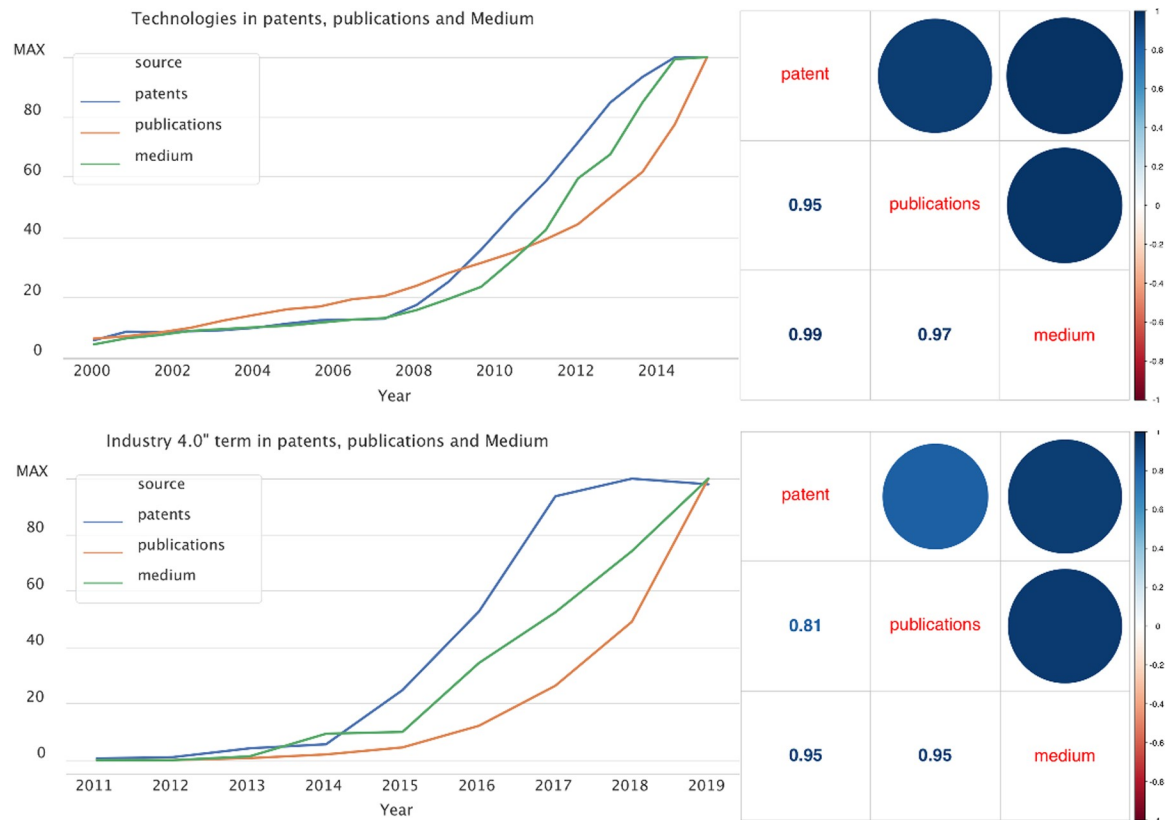 Technologies in patents, publications and Medium
MAX
80
60
40
20
0
source
patents
publications
medium
2000 2002 2004 2006 2008 2010 2012 2014
Year
patent
0.95 publications
0.99 0.97 medium
1
0.8
0.6
0.4
0.2
0
-0.2
-0.4
-0.6
-0.8
-1
Industry 4.0" term in patents, publications and Medium
MAX
80
60
40
20
0
source
patents
publications
medium
2011 2012 2013 2014 2015 2016 2017 2018 2019
Year
patent
0.81 publications
0.95 0.95 medium
1
0.8
0.6
0.4
0.2
0
-0.2
-0.4
-0.6
-0.8
-1